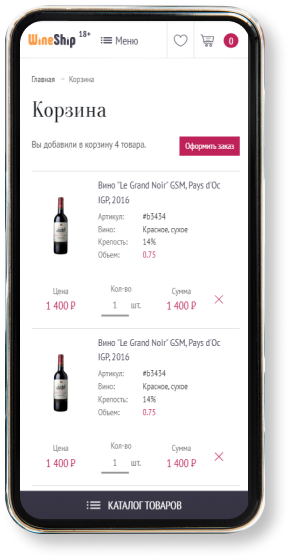 WineShip 18+ Меню 0
Главная → Корзина
Корзина
Вы добавили в корзину 4 товара. Оформить заказ
Вино "Le Grand Noir" GSM, Pays d'Oc
IGP, 2016
Артикул: #b3434
Вино: Красное, сухое
Крепость: 14%
Объем: 0.75
Цена Кол-во Сумма
1 400 ₽ 1 шт. 1 400 ₽
Вино "Le Grand Noir" GSM, Pays d'Oc
IGP, 2016
Артикул: #b3434
Вино: Красное, сухое
Крепость: 14%
Объем: 0.75
Цена Кол-во Сумма
1 400 ₽ 1 шт. 1 400 ₽
КАТАЛОГ ТОВАРОВ